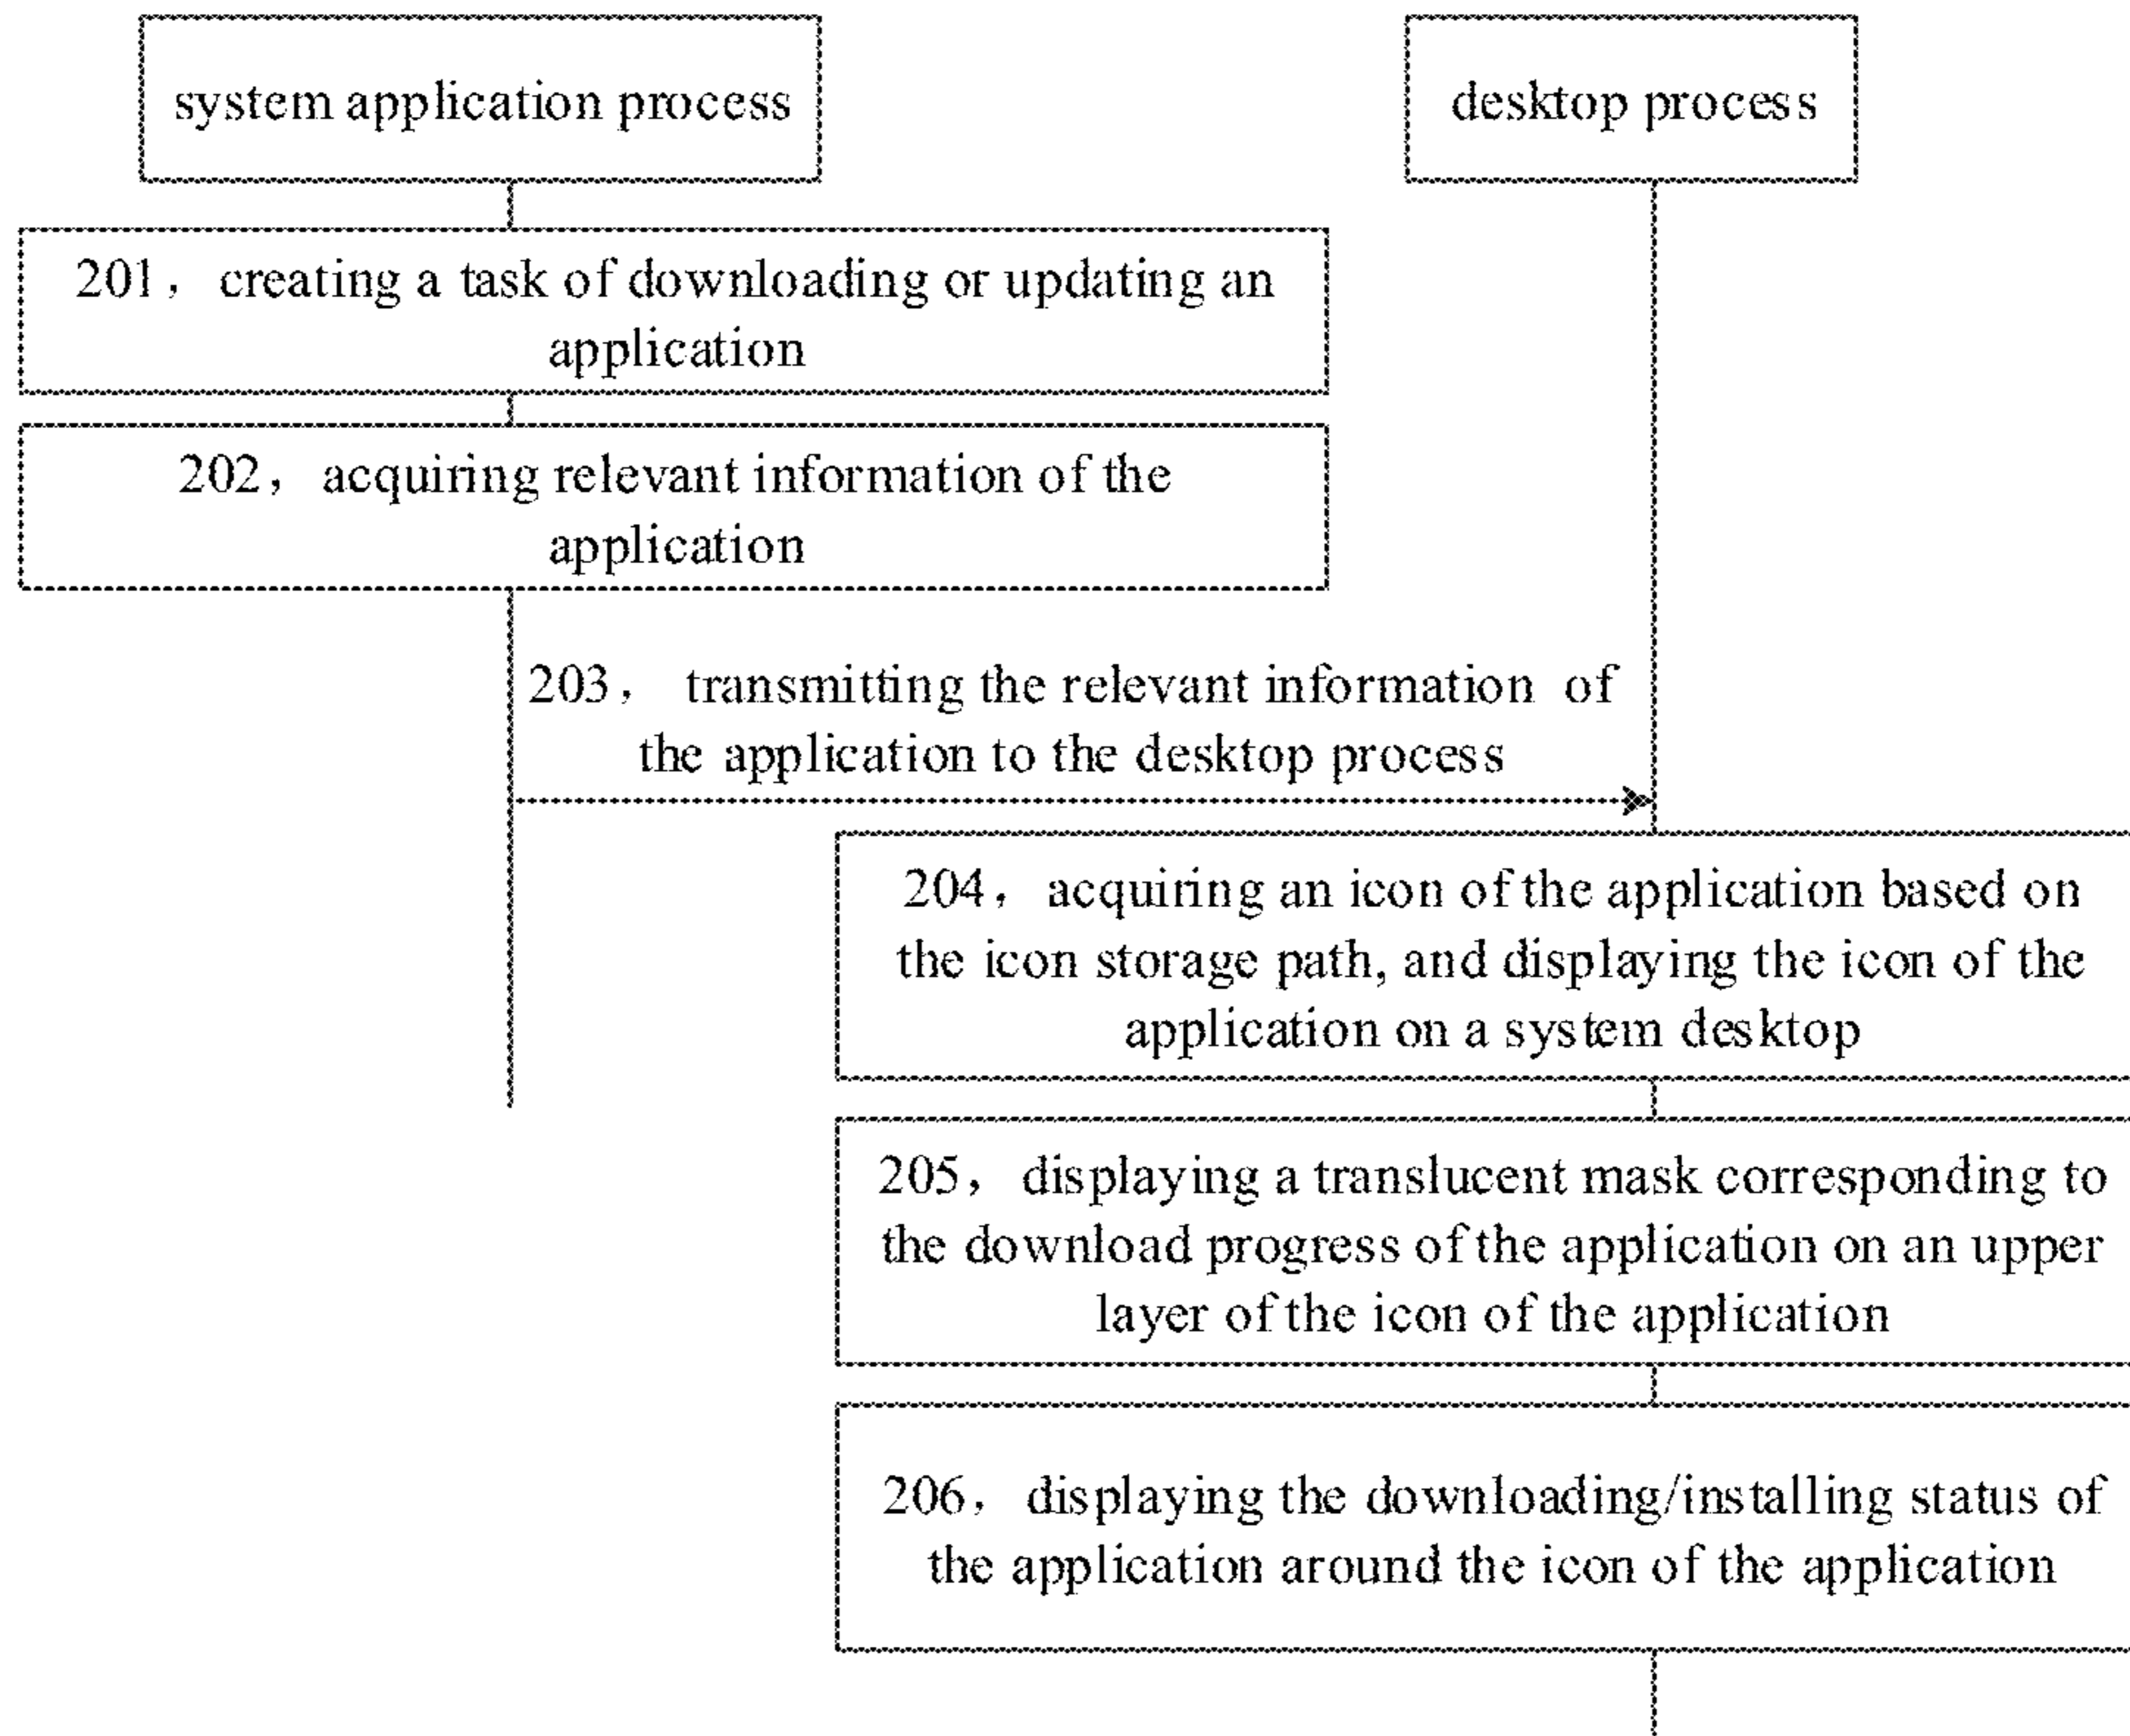 system application process
desktop process
201， creating a task of downloading or updating an
application
202， acquiring relevant information of the
application
203， transmitting the relevant information of
the application to the desktop process
204， acquiring an icon of the application based on
the icon storage path, and displaying the icon of the
application on a system desktop
205， displaying a translucent mask corresponding to
the download progress of the application on an upper
layer of the icon of the application
206， displaying the downloading/installing status of
the application around the icon of the application